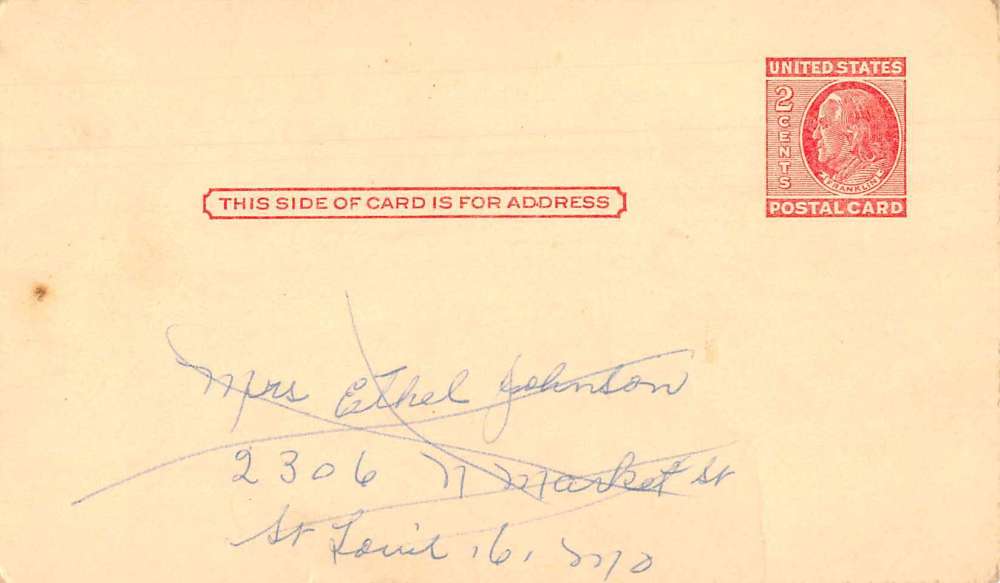 UNITED STATES
2 CENTS
FRANKLIN
POSTAL CARD
THIS SIDE OF CARD IS FOR ADDRESS
Mrs Ethel Johnson
2306 N Market St
St Louis 16, Mo